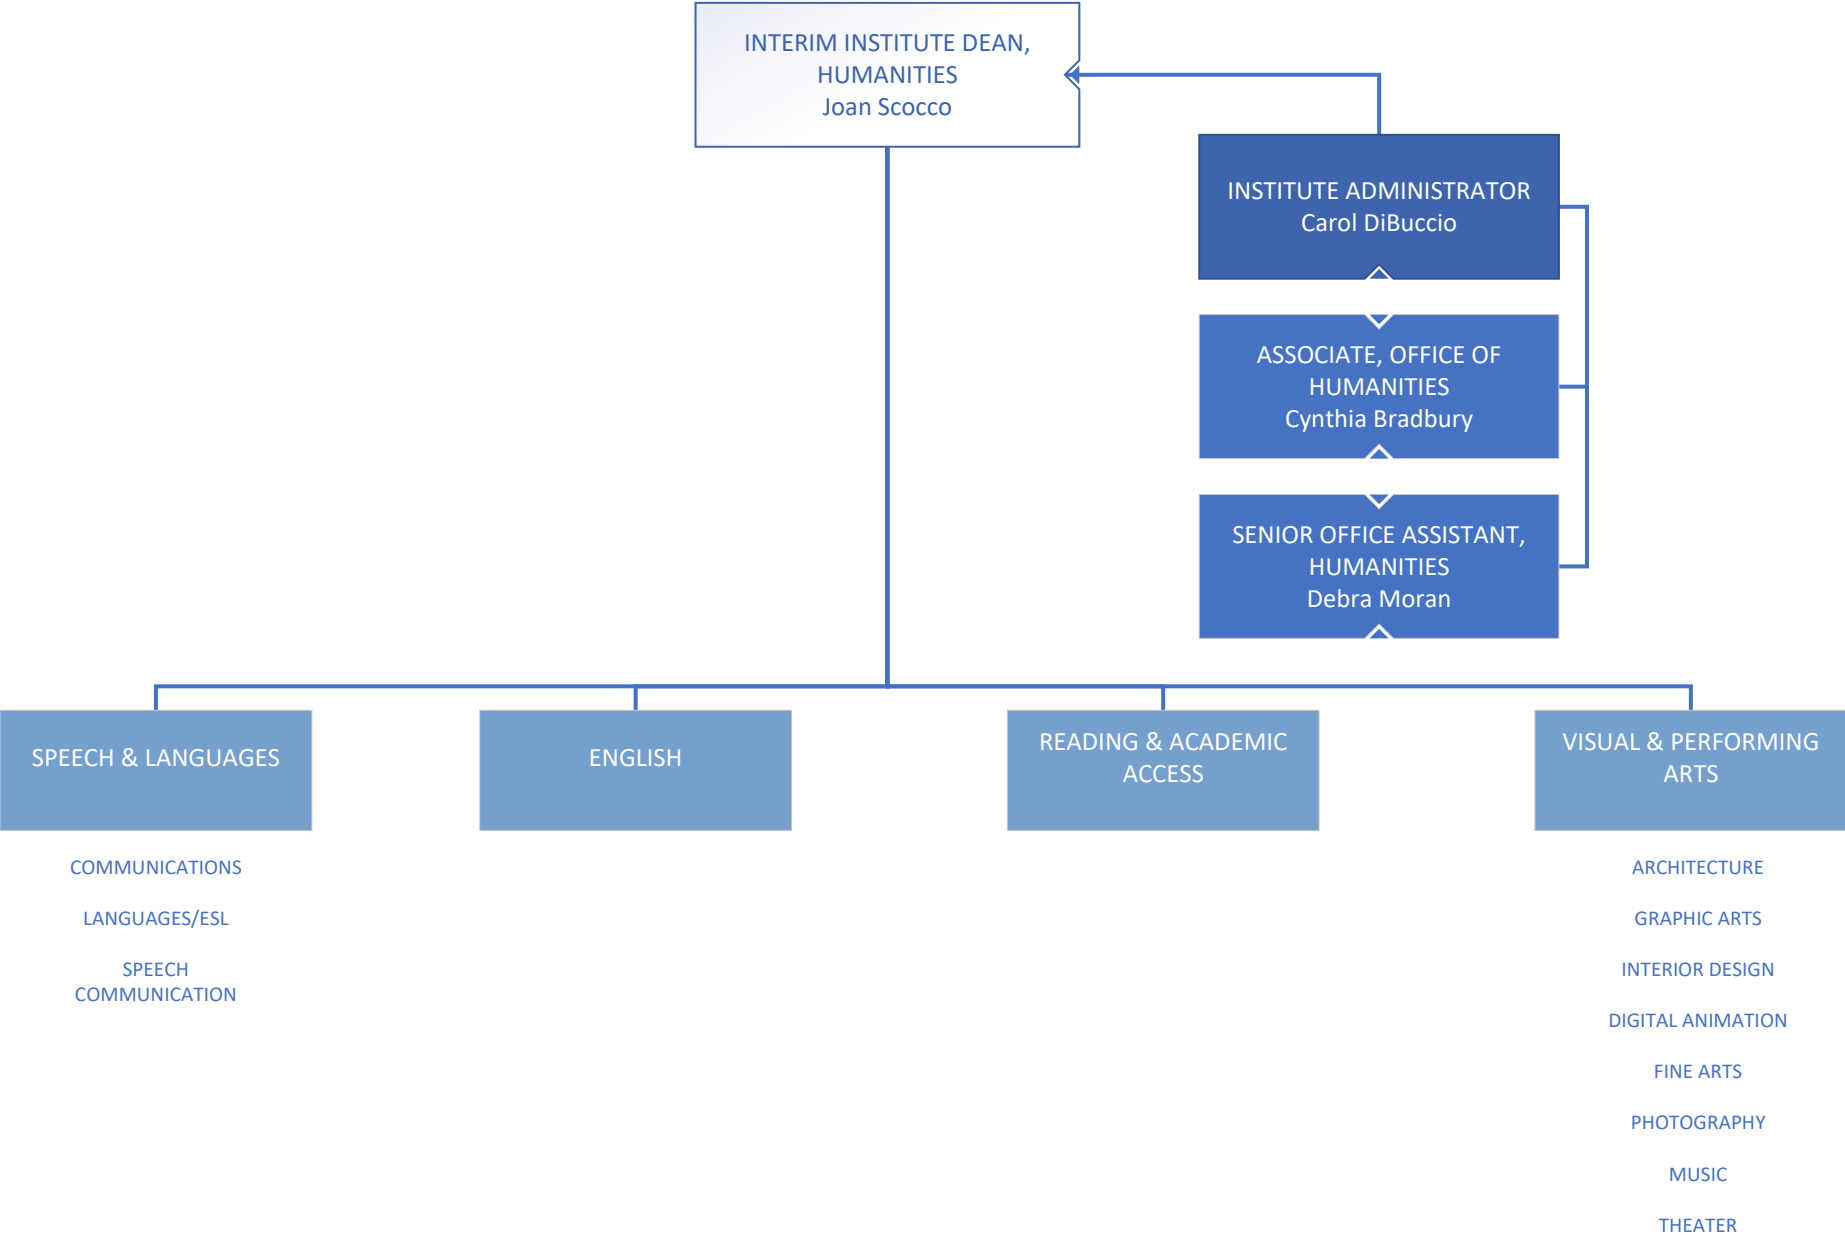 INTERIM INSTITUTE DEAN,
HUMANITIES
Joan Scocco
INSTITUTE ADMINISTRATOR
Carol DiBuccio
ASSOCIATE, OFFICE OF
HUMANITIES
Cynthia Bradbury
SENIOR OFFICE ASSISTANT,
HUMANITIES
Debra Moran
SPEECH & LANGUAGES
COMMUNICATIONS
LANGUAGES/ESL
SPEECH
COMMUNICATION
ENGLISH
READING & ACADEMIC
ACCESS
VISUAL & PERFORMING
ARTS
ARCHITECTURE
GRAPHIC ARTS
INTERIOR DESIGN
DIGITAL ANIMATION
FINE ARTS
PHOTOGRAPHY
MUSIC
THEATER